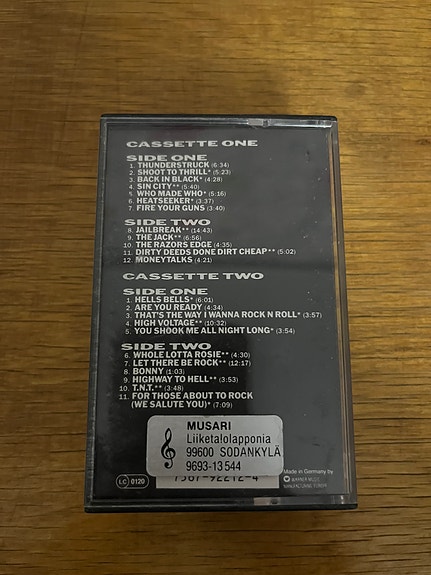 CASSETTE ONE
SIDE ONE
1. THUNDERSTRUCK (6:34)
2. SHOOT TO THRILL* (5:23)
3. BACK IN BLACK* (4:28)
4. SIN CITY** (5:40)
5. WHO MADE WHO* (5:16)
6. HEATSEEKER* (3:37)
7. FIRE YOUR GUNS (3:40)
SIDE TWO
8. JAILBREAK** (14:43)
9. THE JACK** (6:56)
10. THE RAZORS EDGE (4:35)
11. DIRTY DEEDS DONE DIRT CHEAP** (5:02)
12. MONEYTALKS (4:21)
CASSETTE TWO
SIDE ONE
1. HELLS BELLS* (6:01)
2. ARE YOU READY (4:34)
3. THAT'S THE WAY I WANNA ROCK N ROLL* (3:57)
4. HIGH VOLTAGE** (10:32)
5. YOU SHOOK ME ALL NIGHT LONG* (3:54)
SIDE TWO
6. WHOLE LOTTA ROSIE** (4:30)
7. LET THERE BE ROCK** (12:17)
8. BONNY (1:03)
9. HIGHWAY TO HELL** (3:53)
10. T.N.T.** (3:48)
11. FOR THOSE ABOUT TO ROCK
(WE SALUTE YOU)* (7:09)
MUSARI
Liiketalolapponia
99600 SODANKYLÄ
9693-13544
7567-92212-4
LC 0120
Made in Germany by
WARNER MUSIC
MANUFACTURING EUROPE